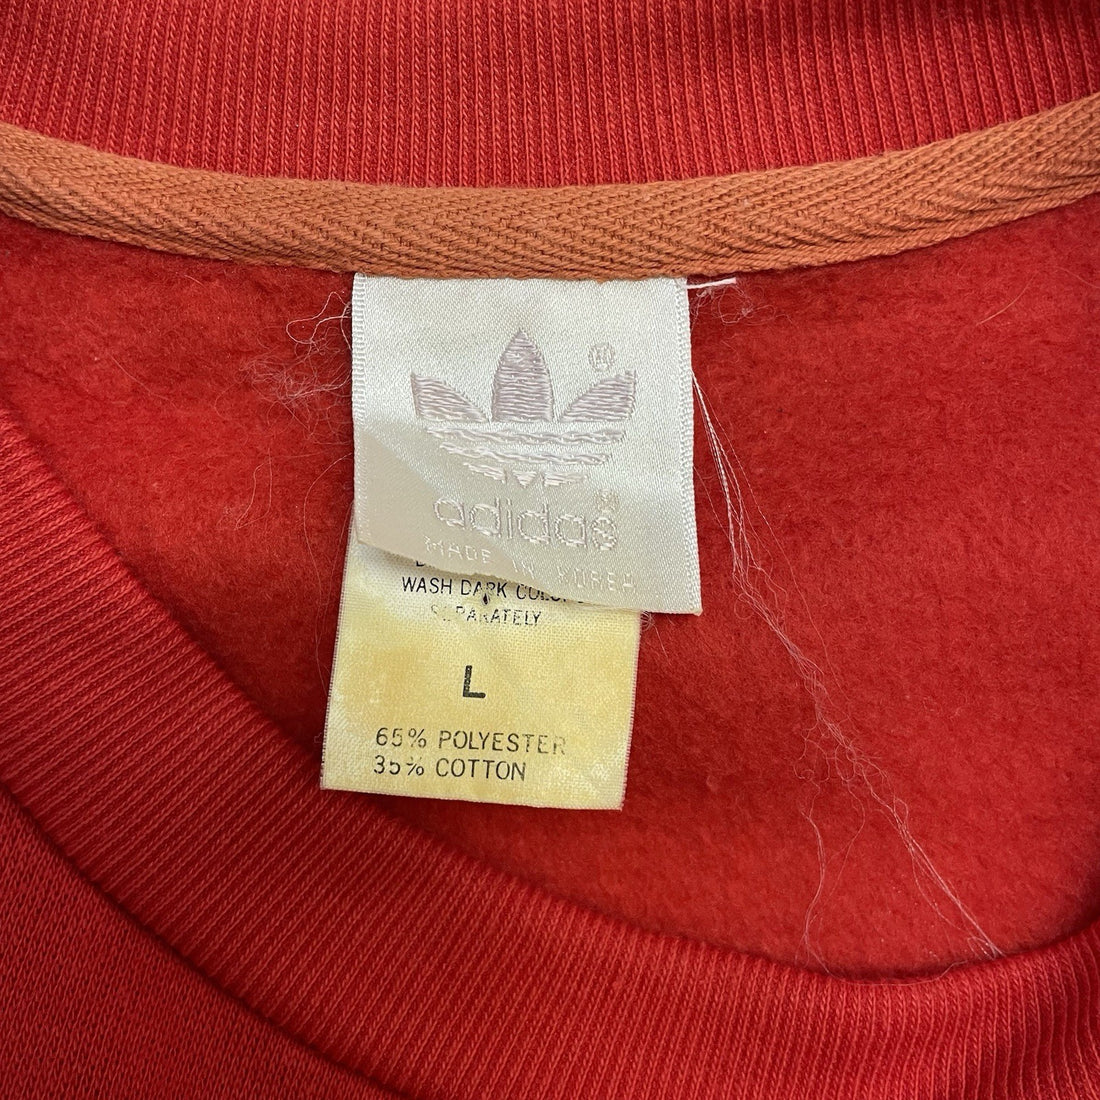 ®
adidas®
MADE IN KOREA
WASH DARK COLORS
SEPARATELY
L
65% POLYESTER
35% COTTON